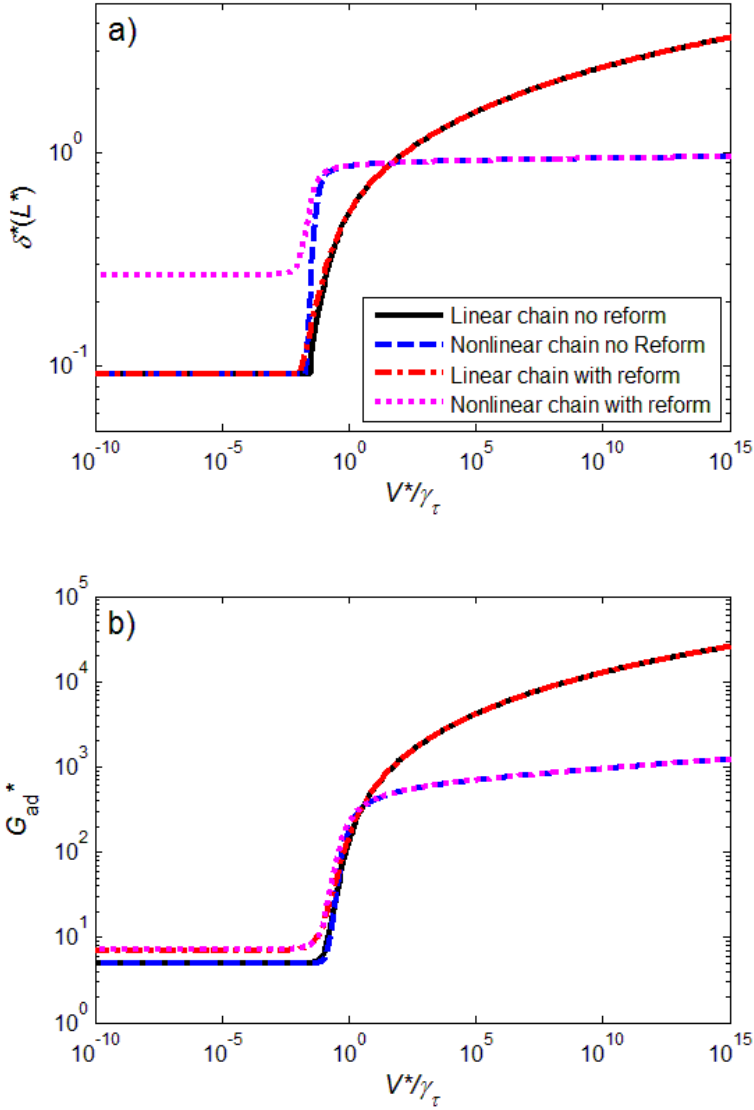 a)
10^0
10^-1
δ*(L*)
Linear chain no reform
Nonlinear chain no Reform
Linear chain with reform
Nonlinear chain with reform
10^-10 10^-5 10^0 10^5 10^10 10^15
V*/γ_τ
b)
10^5
10^4
10^3
10^2
10^1
10^0
G_ad*
10^-10 10^-5 10^0 10^5 10^10 10^15
V*/γ_τ